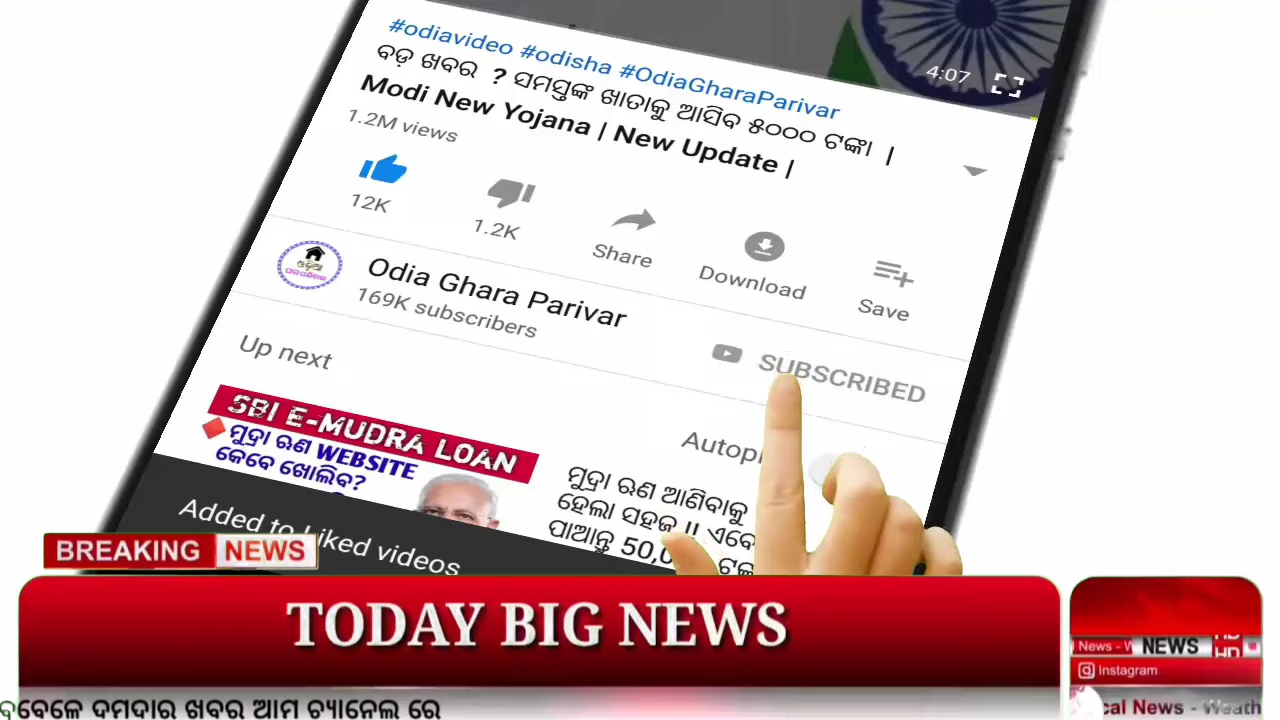 4:07
#odiavideo #odisha #OdiaGharaParivar
ବଡ଼ ଖବର ? ସମସ୍ତଙ୍କ ଖାତାକୁ ଆସିବ ୫୦୦୦ ଟଙ୍କା |
Modi New Yojana | New Update |
1.2M views
12K
1.2K
Share
Download
Save
Odia Ghara Parivar
169K subscribers
SUBSCRIBED
Up next
SBI E-MUDRA LOAN
ମୁଦ୍ରା ଋଣ WEBSITE
କେବେ ଖୋଲିବ?
ମୁଦ୍ରା ଋଣ ଆଣିବାକୁ
ହେଲା ସହଜ !! ଏବେ
ପାଆନ୍ତୁ
Added to Liked videos
BREAKING NEWS
TODAY BIG NEWS
News - W NEWS HD
Instagram
cal News - Weath
ଦମଦାର ଖବର ଆମ ଚ୍ୟାନେଲ ରେ